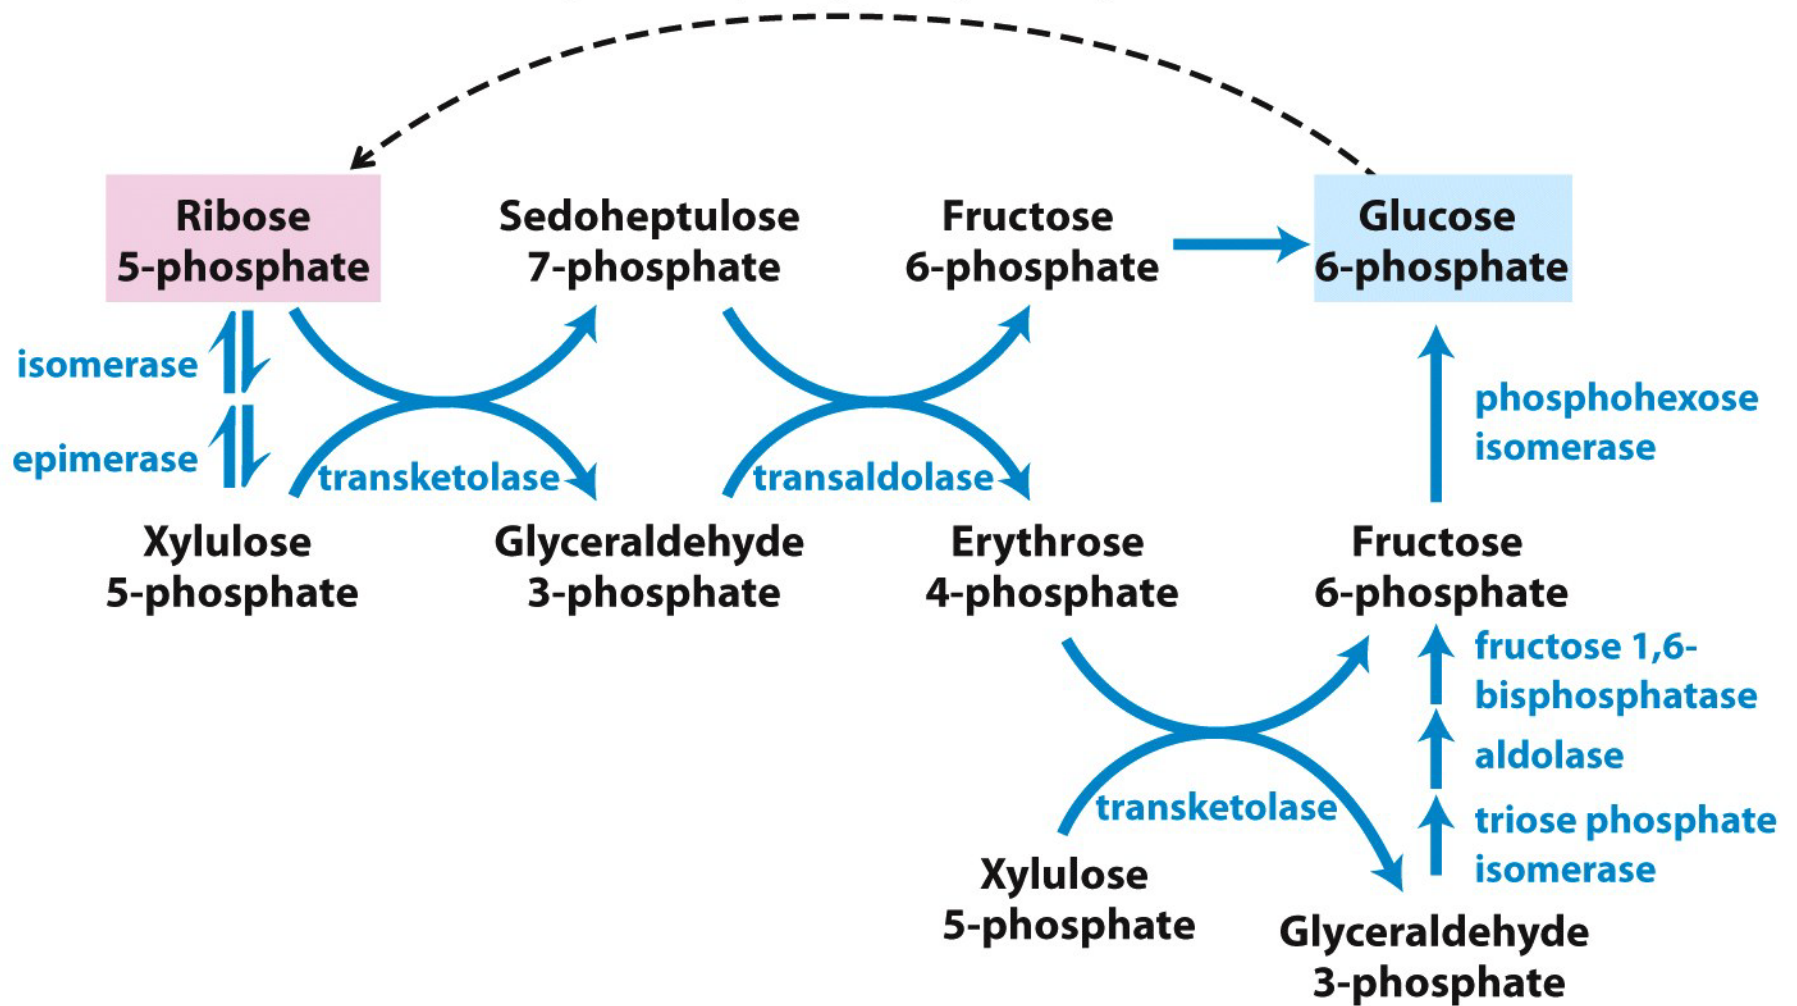 Ribose
5-phosphate
Sedoheptulose
7-phosphate
Fructose
6-phosphate
Glucose
6-phosphate
isomerase
epimerase
transketolase
transaldolase
phosphohexose
isomerase
Xylulose
5-phosphate
Glyceraldehyde
3-phosphate
Erythrose
4-phosphate
Fructose
6-phosphate
fructose 1,6-
bisphosphatase
aldolase
triose phosphate
isomerase
transketolase
Xylulose
5-phosphate
Glyceraldehyde
3-phosphate